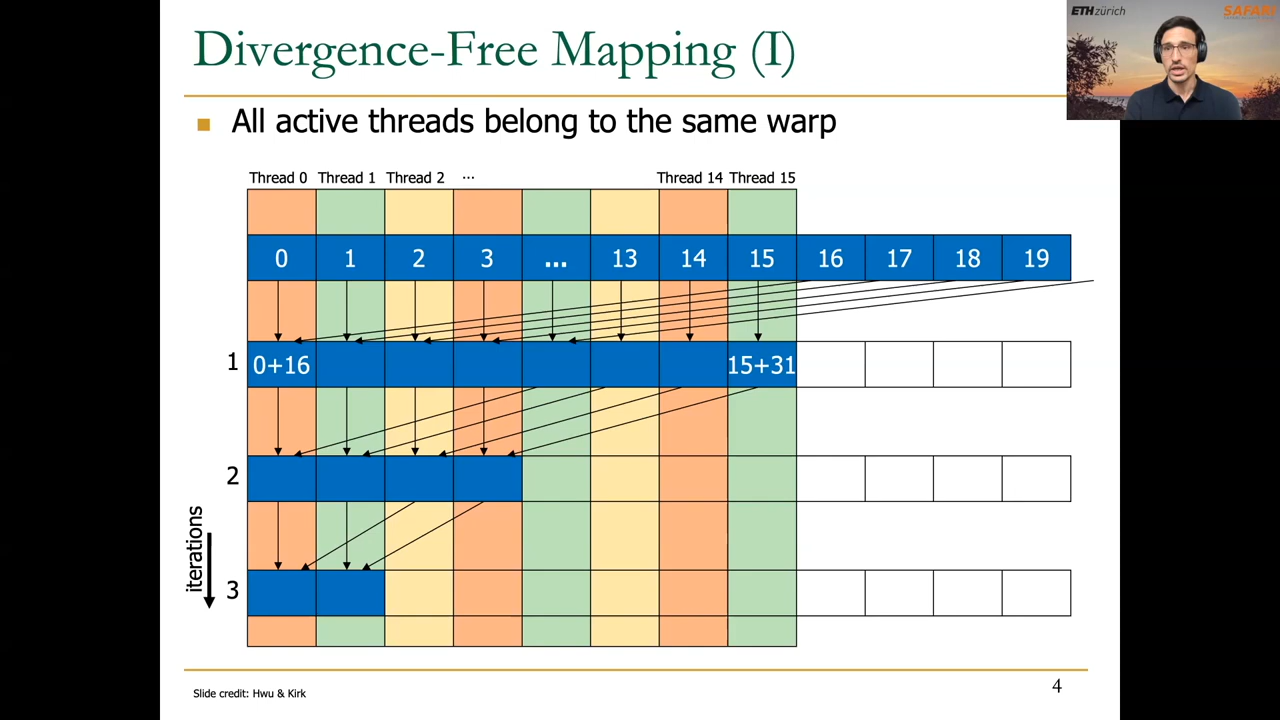 ETH zürich
SAFARI
Divergence-Free Mapping (I)
All active threads belong to the same warp
Thread 0 Thread 1 Thread 2 ... Thread 14 Thread 15
0 1 2 3 ... 13 14 15 16 17 18 19
1 0+16 15+31
2
iterations
3
Slide credit: Hwu & Kirk
4